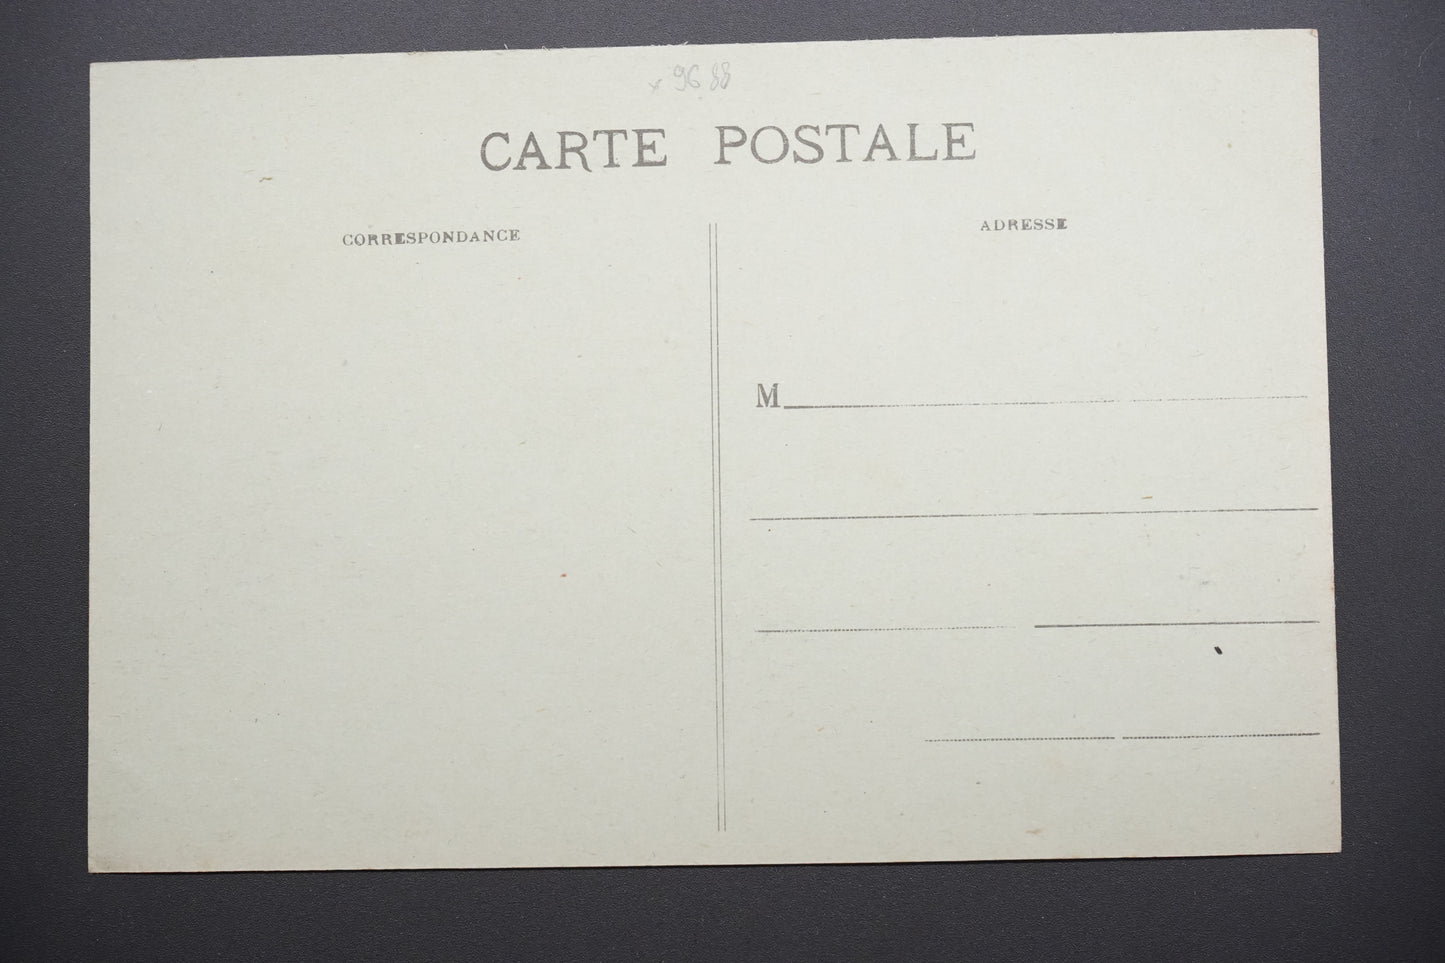 x 96 88
CARTE POSTALE
CORRESPONDANCE
ADRESSE
M